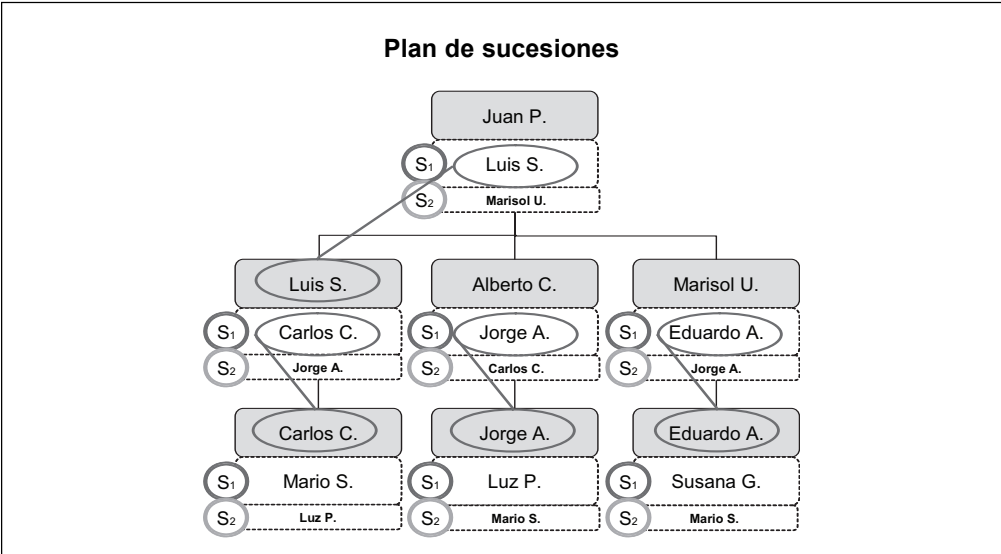 Plan de sucesiones
Juan P.
S1 Luis S.
S2 Marisol U.
Luis S. Alberto C. Marisol U.
S1 Carlos C. S1 Jorge A. S1 Eduardo A.
S2 Jorge A. S2 Carlos C. S2 Jorge A.
Carlos C. Jorge A. Eduardo A.
S1 Mario S. S1 Luz P. S1 Susana G.
S2 Luz P. S2 Mario S. S2 Mario S.